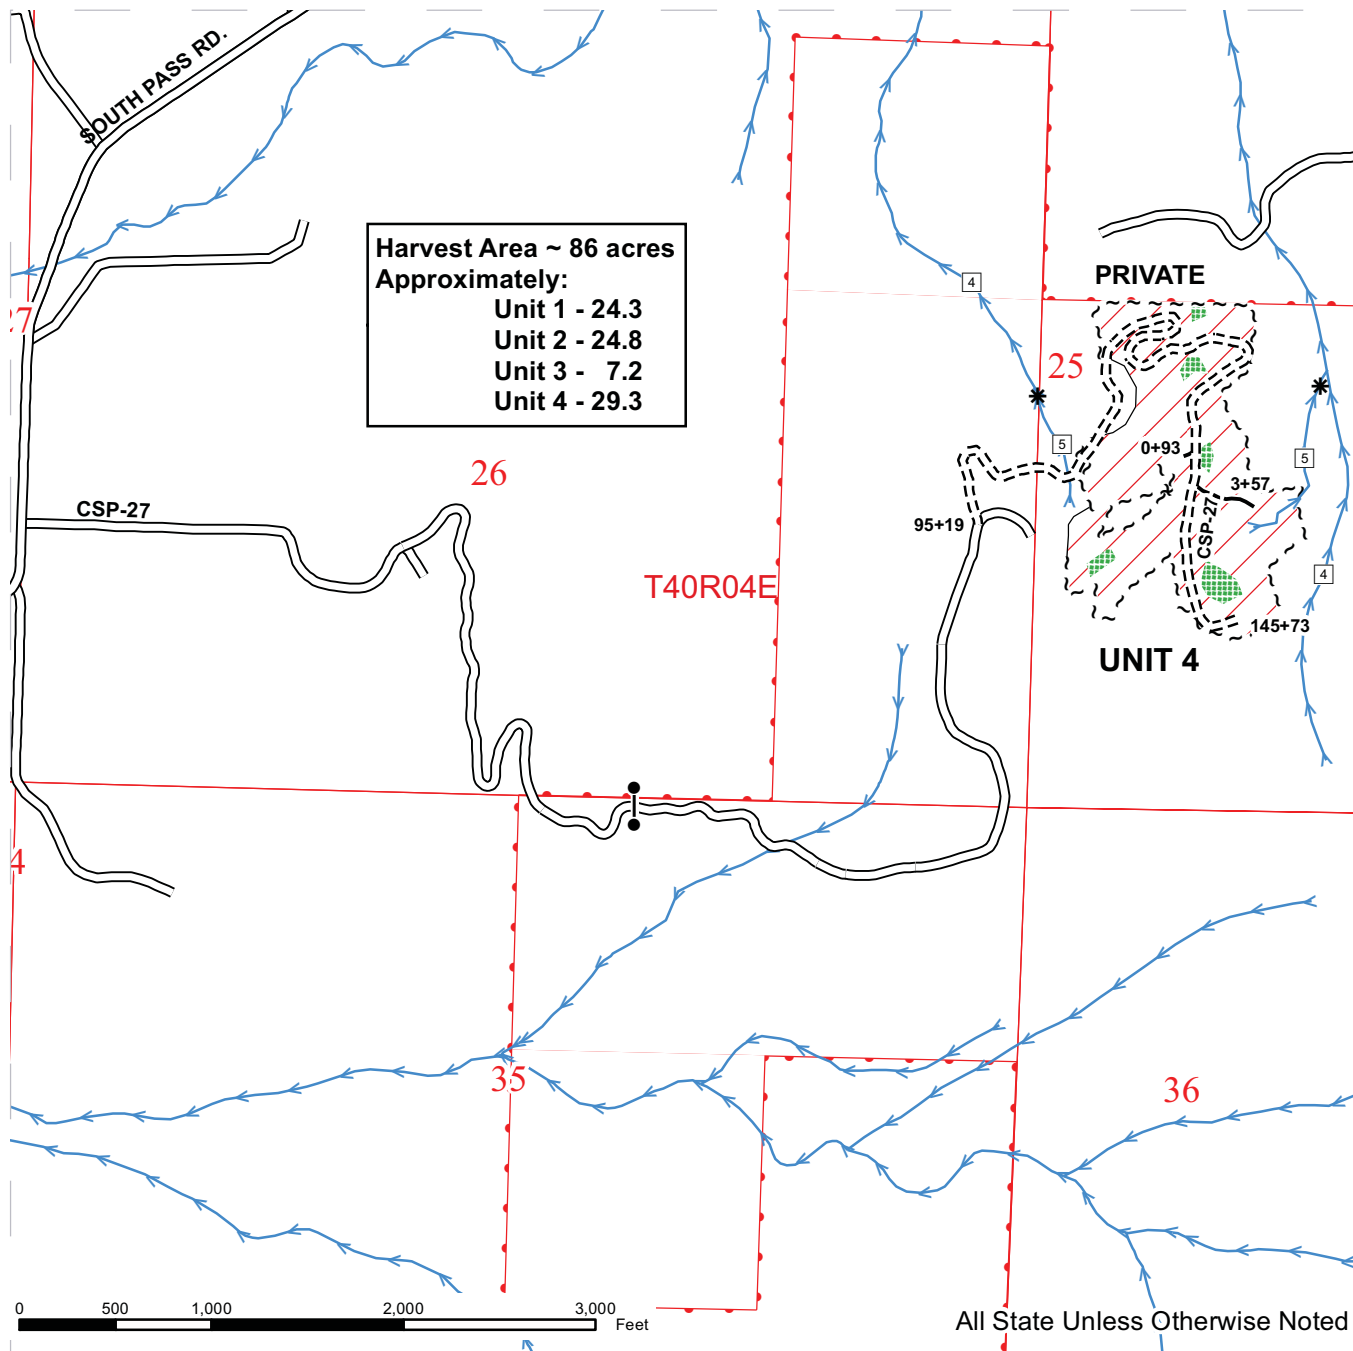 SOUTH PASS RD.
Harvest Area ~ 86 acres
Approximately:
Unit 1 - 24.3
Unit 2 - 24.8
Unit 3 - 7.2
Unit 4 - 29.3
PRIVATE
4
27
25
5
0+93
5
3+57
26
CSP-27
95+19
CSP-27
T40R04E
4
145+73
UNIT 4
4
35
36
0 500 1,000 2,000 3,000
Feet
All State Unless Otherwise Noted